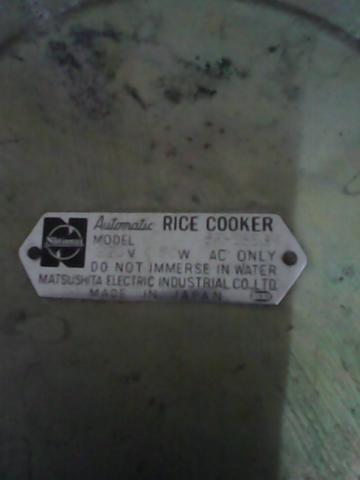 National
Automatic RICE COOKER
MODEL
V W AC ONLY
DO NOT IMMERSE IN WATER
MATSUSHITA ELECTRIC INDUSTRIAL CO., LTD.
MADE IN JAPAN